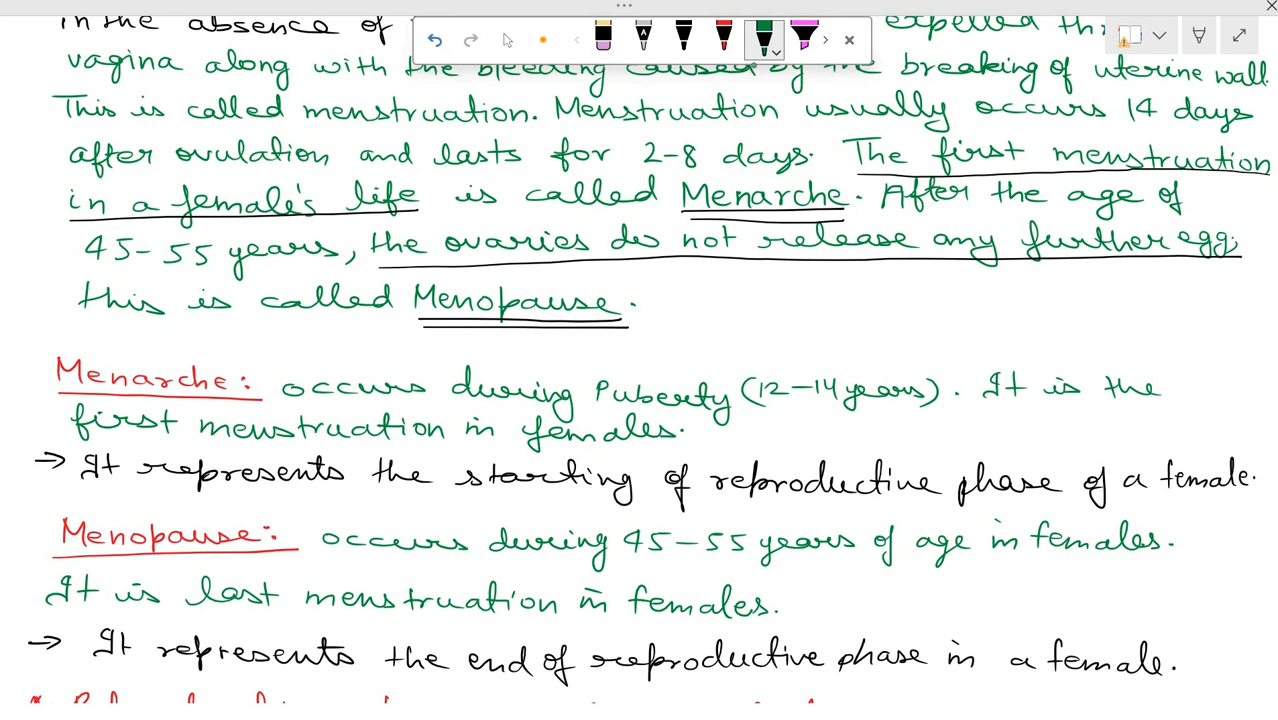 in the absence of expelled th
vagina along with the bleeding caused by the breaking of uterine wall.
This is called menstruation. Menstruation usually occurs 14 days
after ovulation and lasts for 2-8 days. The first menstruation
in a female's life is called Menarche. After the age of
45-55 years, the ovaries do not release any further egg,
this is called Menopause.
Menarche: occurs during Puberty (12-14 years). It is the
first menstruation in females.
→ It represents the starting of reproductive phase of a female.
Menopause: occurs during 45-55 years of age in females.
It is last menstruation in females.
→ It represents the end of reproductive phase in a female.